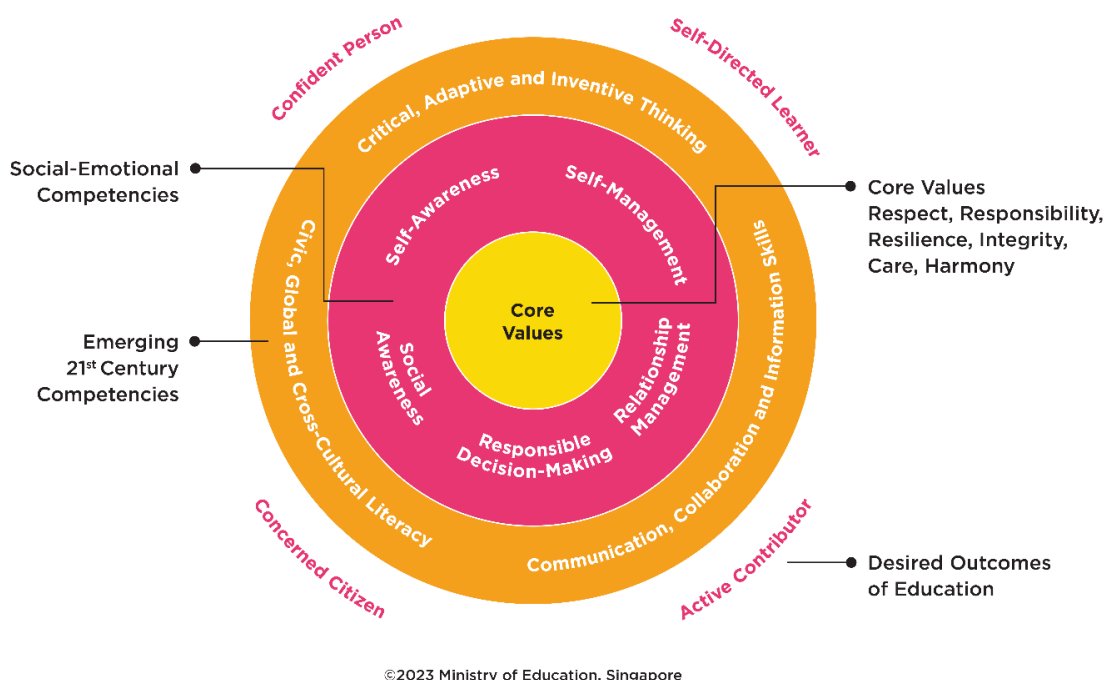 Confident Person
Self-Directed Learner
Critical, Adaptive and Inventive Thinking
Social-Emotional
Competencies
Self-Awareness
Self-Management
Core Values
Respect, Responsibility,
Resilience, Integrity,
Care, Harmony
Core
Values
Civic, Global and Cross-Cultural Literacy
Communication, Collaboration and Information Skills
Emerging
21st Century
Competencies
Social
Awareness
Relationship
Management
Responsible
Decision-Making
Concerned Citizen
Active Contributor
Desired Outcomes
of Education
©2023 Ministry of Education, Singapore